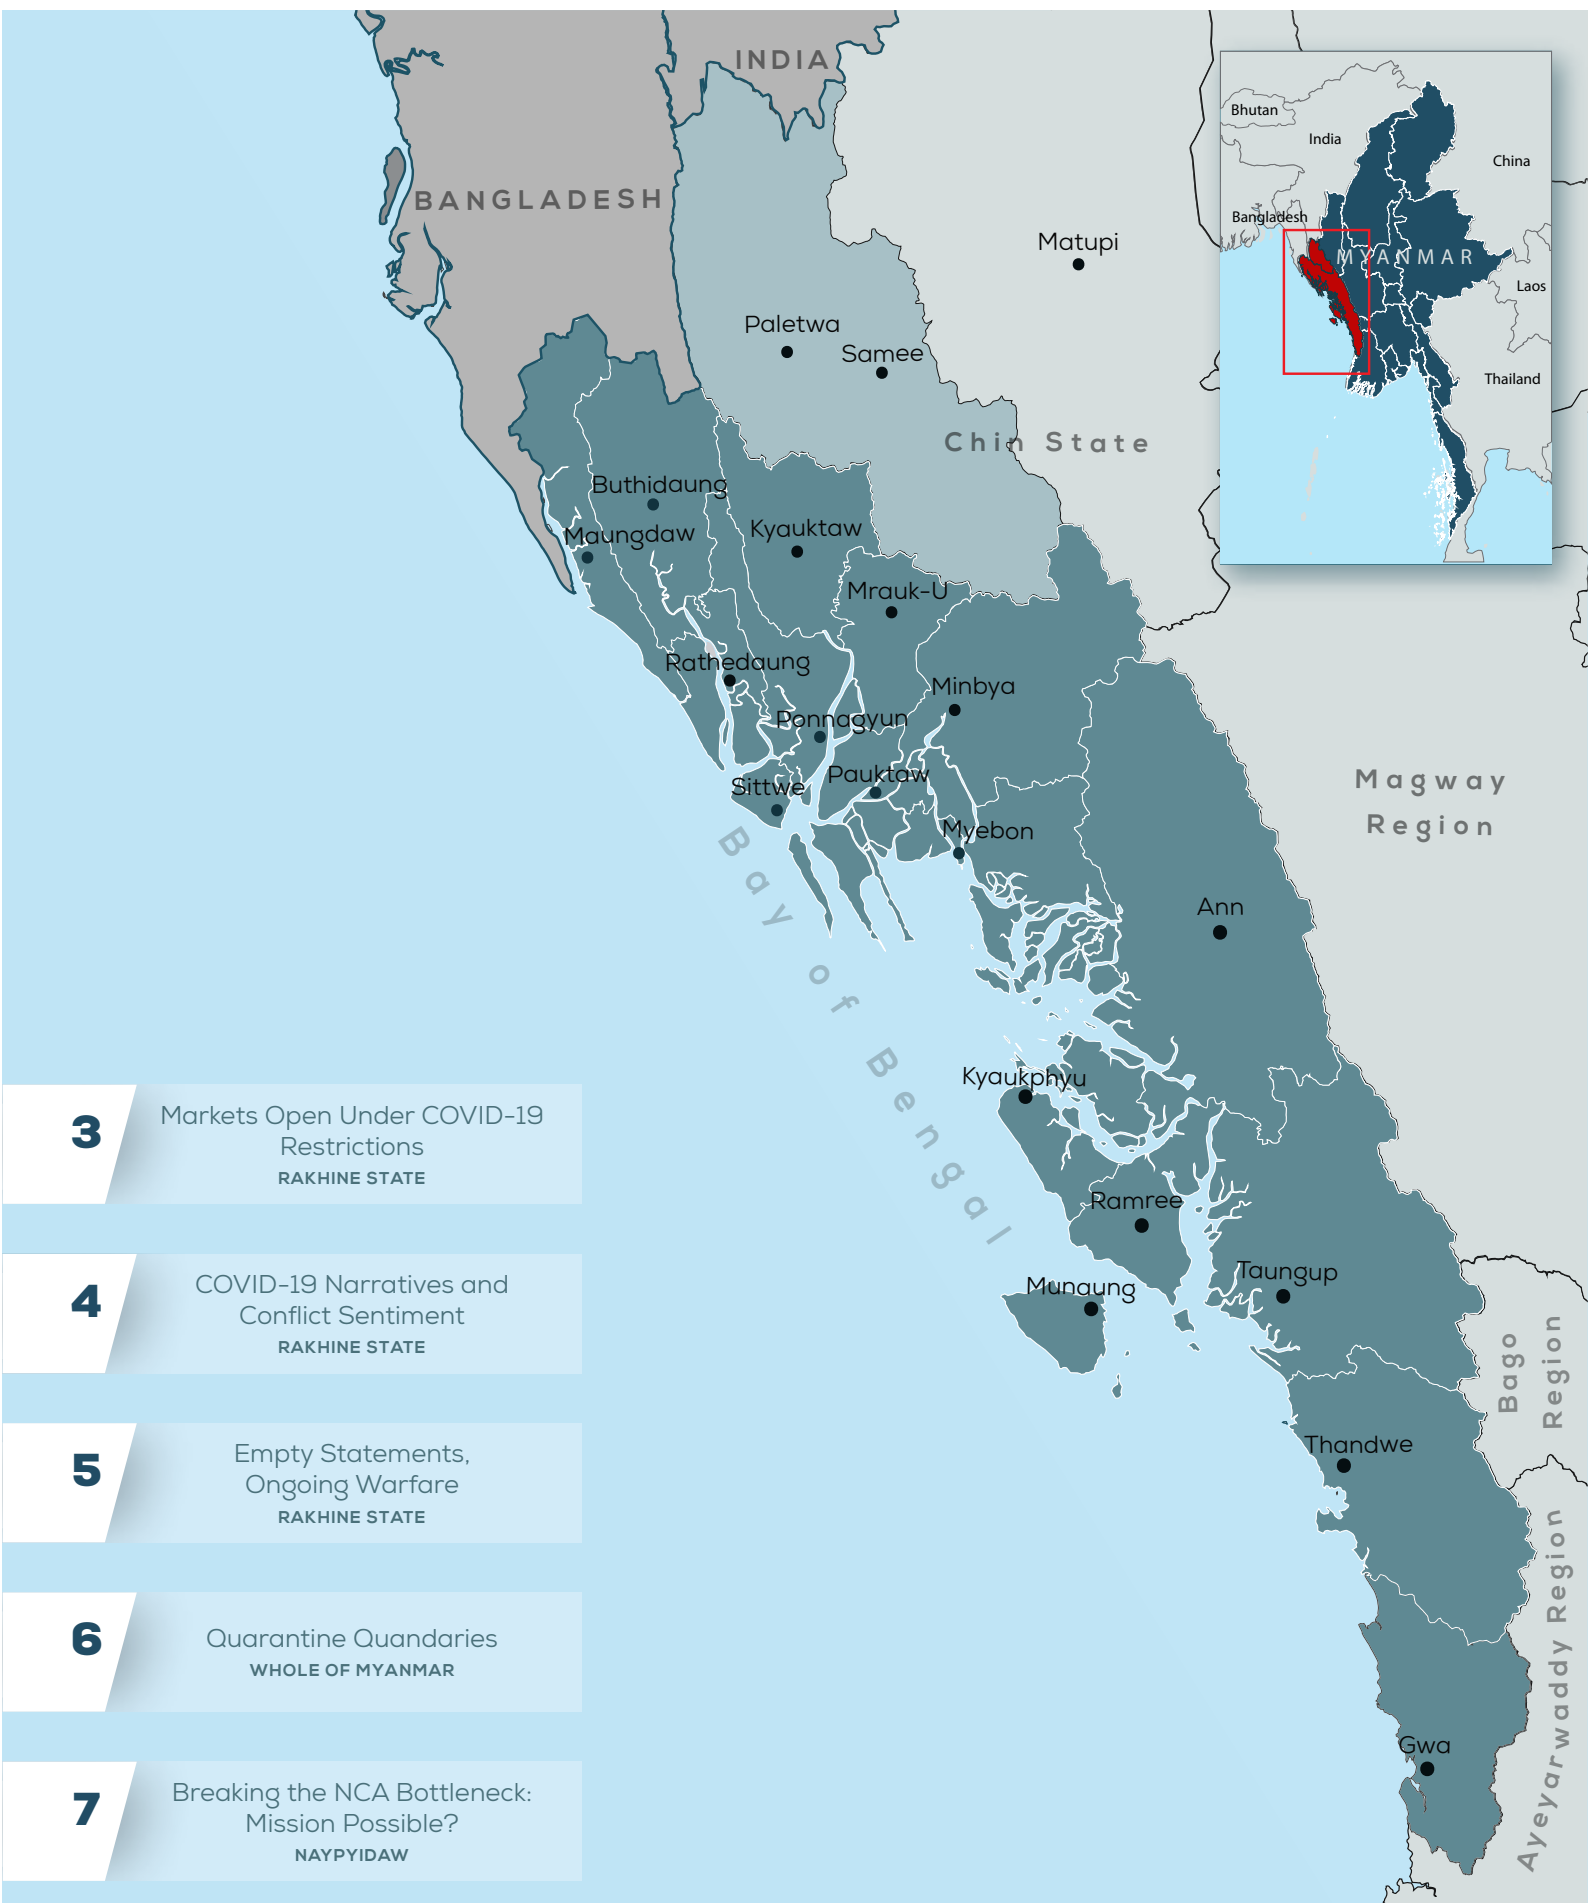 INDIA
BANGLADESH
Matupi
Paletwa
Samee
Chin State
Buthidaung
Maungdaw
Kyauktaw
Mrauk-U
Rathedaung
Minbya
Ponnagyun
Sittwe
Pauktaw
Myebon
Magway
Region
Ann
Bay of Bengal
Kyaukphyu
Ramree
Munaung
Taungup
Bago
Region
Thandwe
Ayeyarwaddy Region
Gwa
Bhutan
India
China
Bangladesh
MYANMAR
Laos
Thailand
3
Markets Open Under COVID-19
Restrictions
RAKHINE STATE
4
COVID-19 Narratives and
Conflict Sentiment
RAKHINE STATE
5
Empty Statements,
Ongoing Warfare
RAKHINE STATE
6
Quarantine Quandaries
WHOLE OF MYANMAR
7
Breaking the NCA Bottleneck:
Mission Possible?
NAYPYIDAW